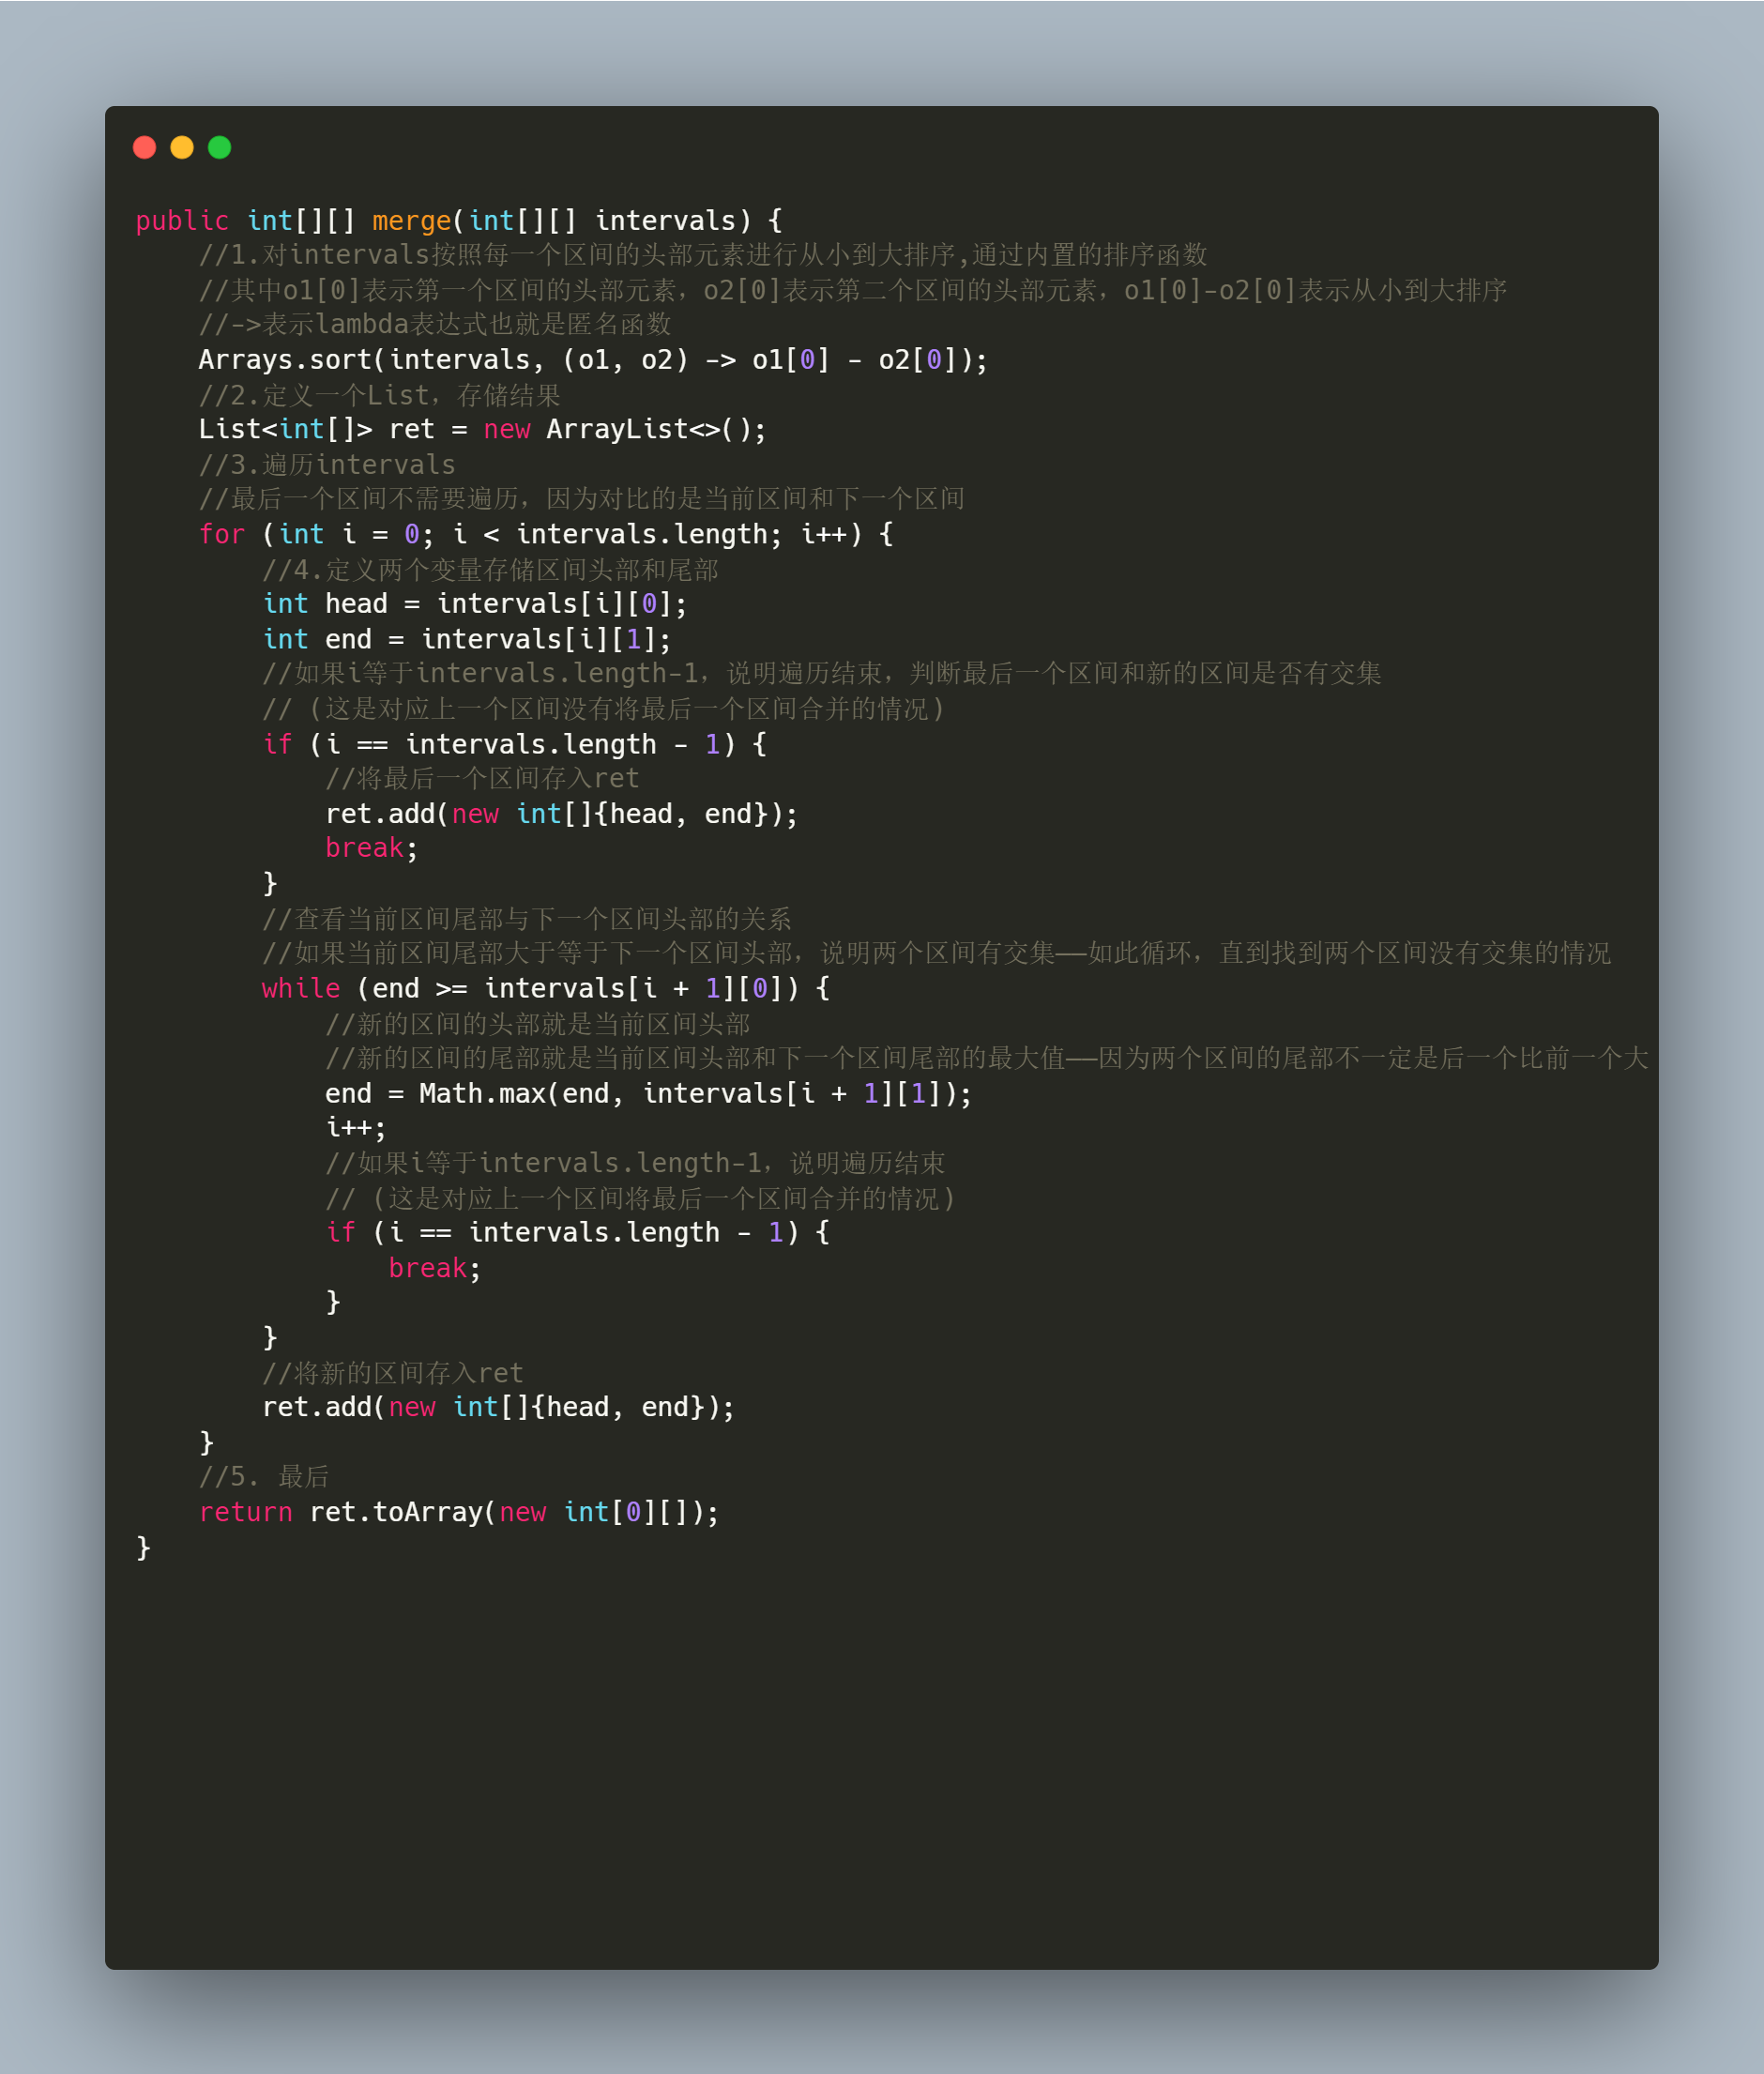 public int[][] merge(int[][] intervals) {
    //1.对intervals按照每一个区间的头部元素进行从小到大排序,通过内置的排序函数
    //其中o1[0]表示第一个区间的头部元素，o2[0]表示第二个区间的头部元素，o1[0]-o2[0]表示从小到大排序
    //->表示lambda表达式也就是匿名函数
    Arrays.sort(intervals, (o1, o2) -> o1[0] - o2[0]);
    //2.定义一个List，存储结果
    List<int[]> ret = new ArrayList<>();
    //3.遍历intervals
    //最后一个区间不需要遍历，因为对比的是当前区间和下一个区间
    for (int i = 0; i < intervals.length; i++) {
        //4.定义两个变量存储区间头部和尾部
        int head = intervals[i][0];
        int end = intervals[i][1];
        //如果i等于intervals.length-1，说明遍历结束，判断最后一个区间和新的区间是否有交集
        // (这是对应上一个区间没有将最后一个区间合并的情况)
        if (i == intervals.length - 1) {
            //将最后一个区间存入ret
            ret.add(new int[]{head, end});
            break;
        }
        //查看当前区间尾部与下一个区间头部的关系
        //如果当前区间尾部大于等于下一个区间头部，说明两个区间有交集——如此循环，直到找到两个区间没有交集的情况
        while (end >= intervals[i + 1][0]) {
            //新的区间的头部就是当前区间头部
            //新的区间的尾部就是当前区间头部和下一个区间尾部的最大值——因为两个区间的尾部不一定是后一个比前一个大
            end = Math.max(end, intervals[i + 1][1]);
            i++;
            //如果i等于intervals.length-1，说明遍历结束
            // (这是对应上一个区间将最后一个区间合并的情况)
            if (i == intervals.length - 1) {
                break;
            }
        }
        //将新的区间存入ret
        ret.add(new int[]{head, end});
    }
    //5. 最后
    return ret.toArray(new int[0][]);
}